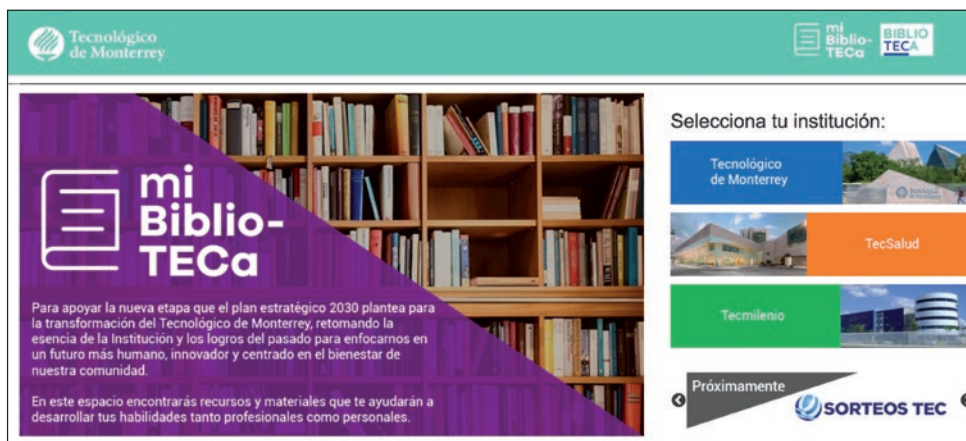 Tecnológico
de Monterrey
mi
Biblio-
TECa
BIBLIO
TECA
mi
Biblio-
TECa
Para apoyar la nueva etapa que el plan estratégico 2030 plantea para
la transformación del Tecnológico de Monterrey, retomando la
esencia de la Institución y los logros del pasado para enfocarnos en
un futuro más humano, innovador y centrado en el bienestar de
nuestra comunidad.
En este espacio encontrarás recursos y materiales que te ayudarán a
desarrollar tus habilidades tanto profesionales como personales.
Selecciona tu institución:
Tecnológico
de Monterrey
TecSalud
Tecmilenio
Próximamente
SORTEOS TEC